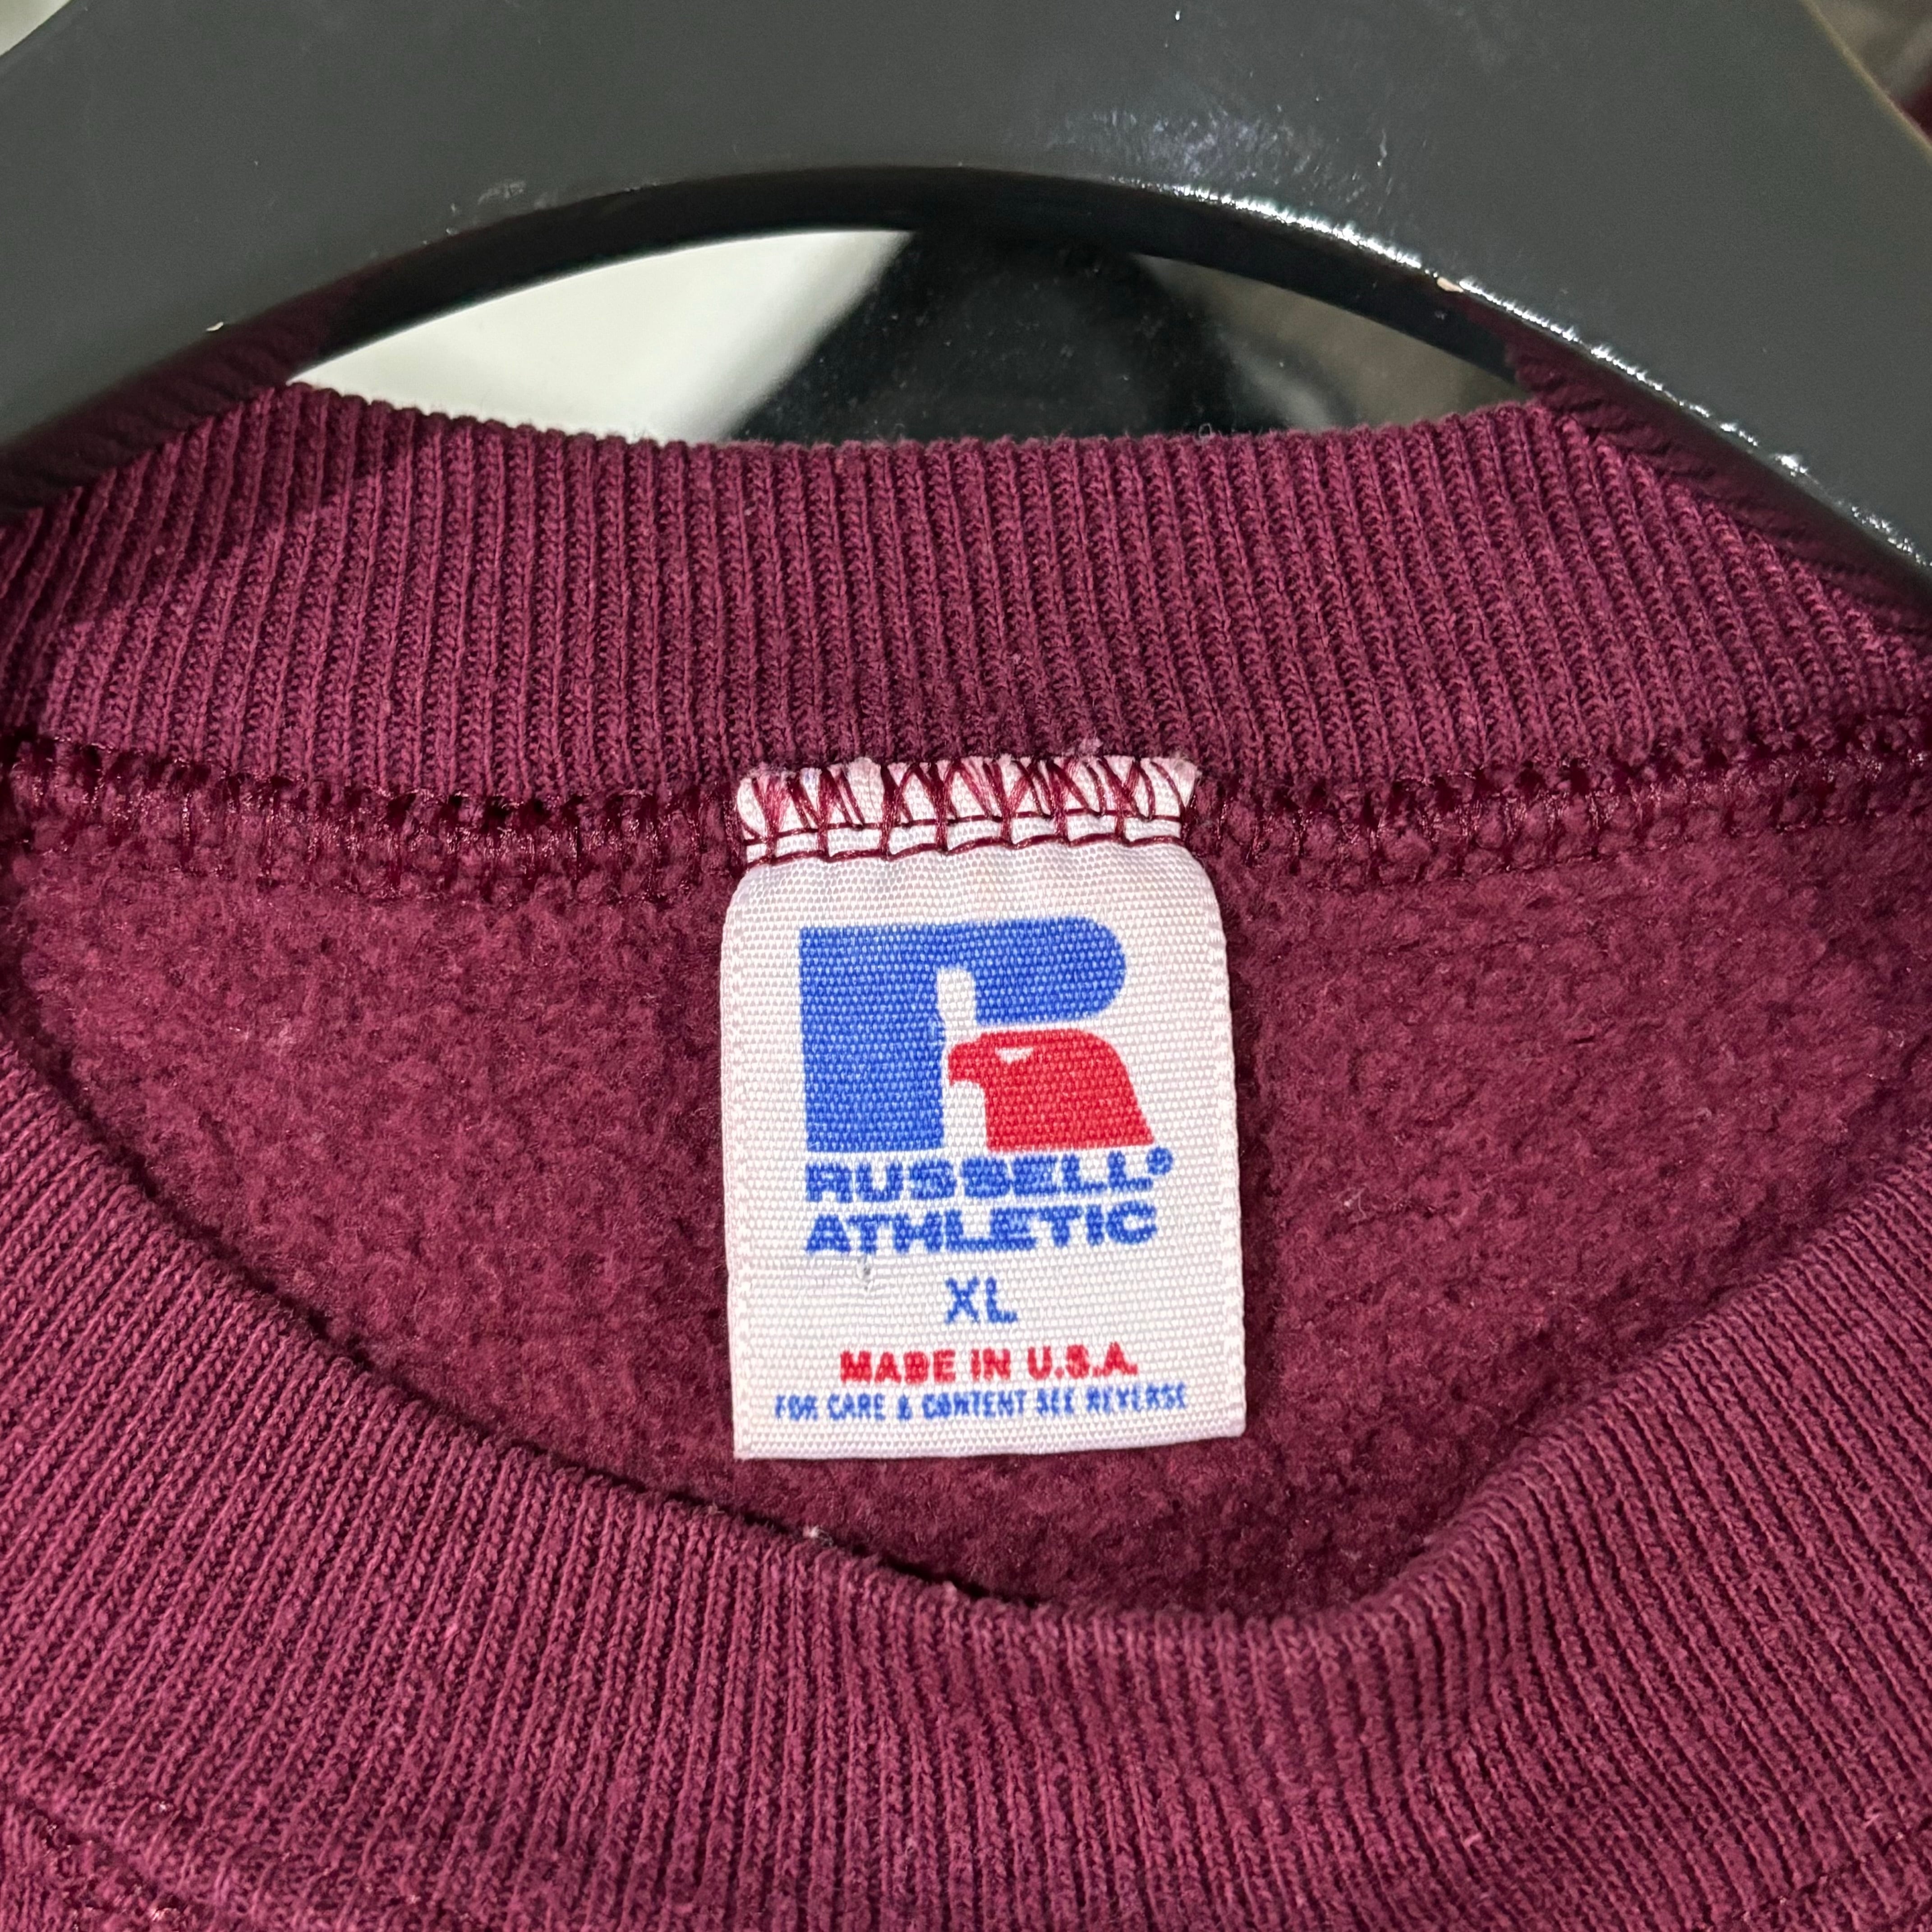 RUSSELL®
ATHLETIC
XL
MADE IN U.S.A.
FOR CARE & CONTENT SEE REVERSE